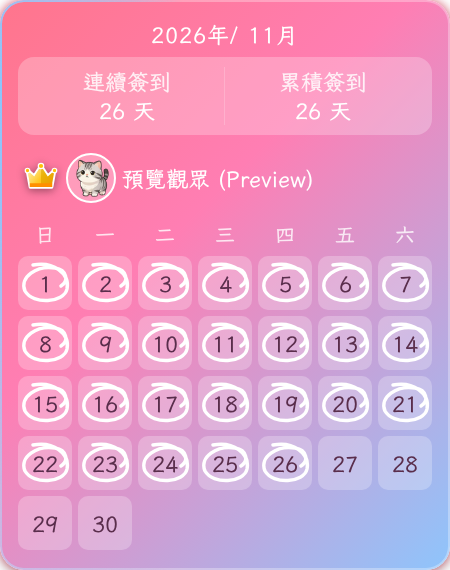 2026年/ 11月
連續簽到 累積簽到
26 天 26 天
預覽觀眾 (Preview)
日 一 二 三 四 五 六
1 2 3 4 5 6 7
8 9 10 11 12 13 14
15 16 17 18 19 20 21
22 23 24 25 26 27 28
29 30